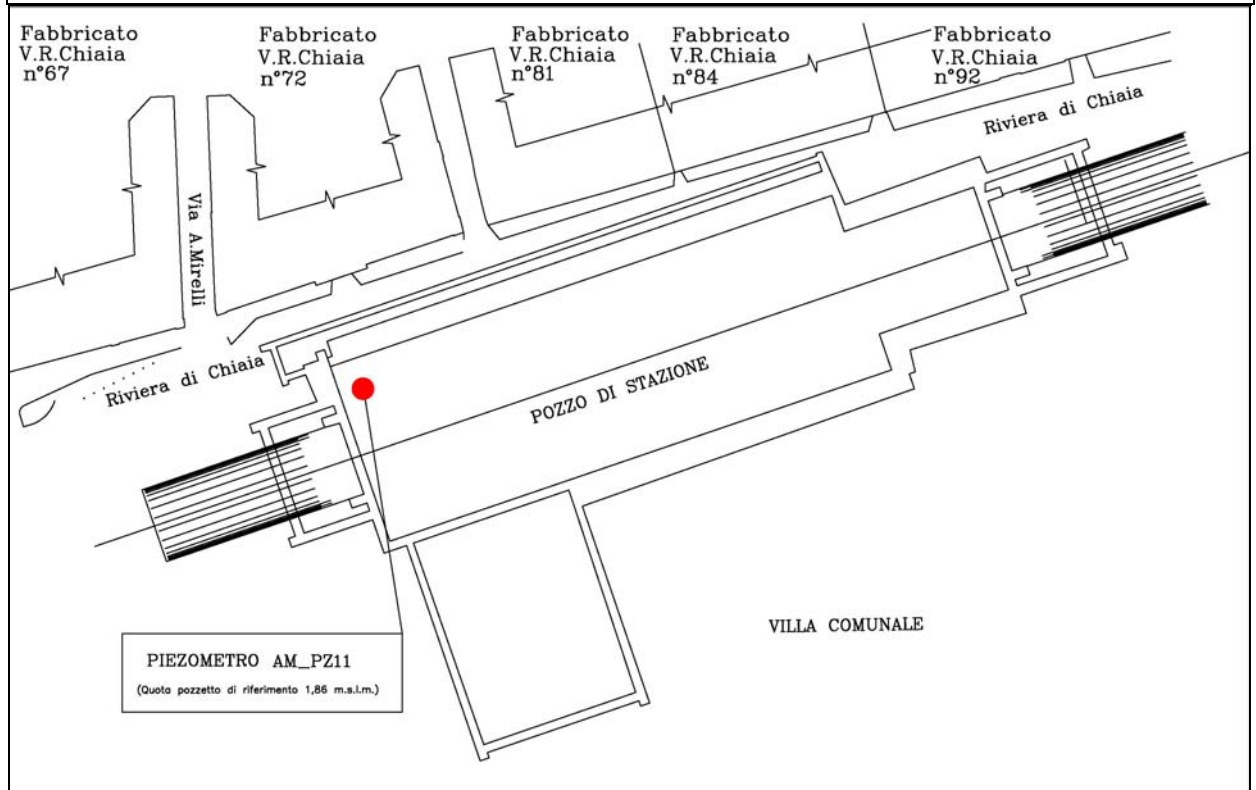 Fabbricato
V.R.Chiaia
n°67
Fabbricato
V.R.Chiaia
n°72
Fabbricato
V.R.Chiaia
n°81
Fabbricato
V.R.Chiaia
n°84
Fabbricato
V.R.Chiaia
n°92
Riviera di Chiaia
Via A.Mirelli
Riviera di Chiaia
POZZO DI STAZIONE
VILLA COMUNALE
PIEZOMETRO AM_PZ11
(Quota pozzetto di riferimento 1,86 m.s.l.m.)